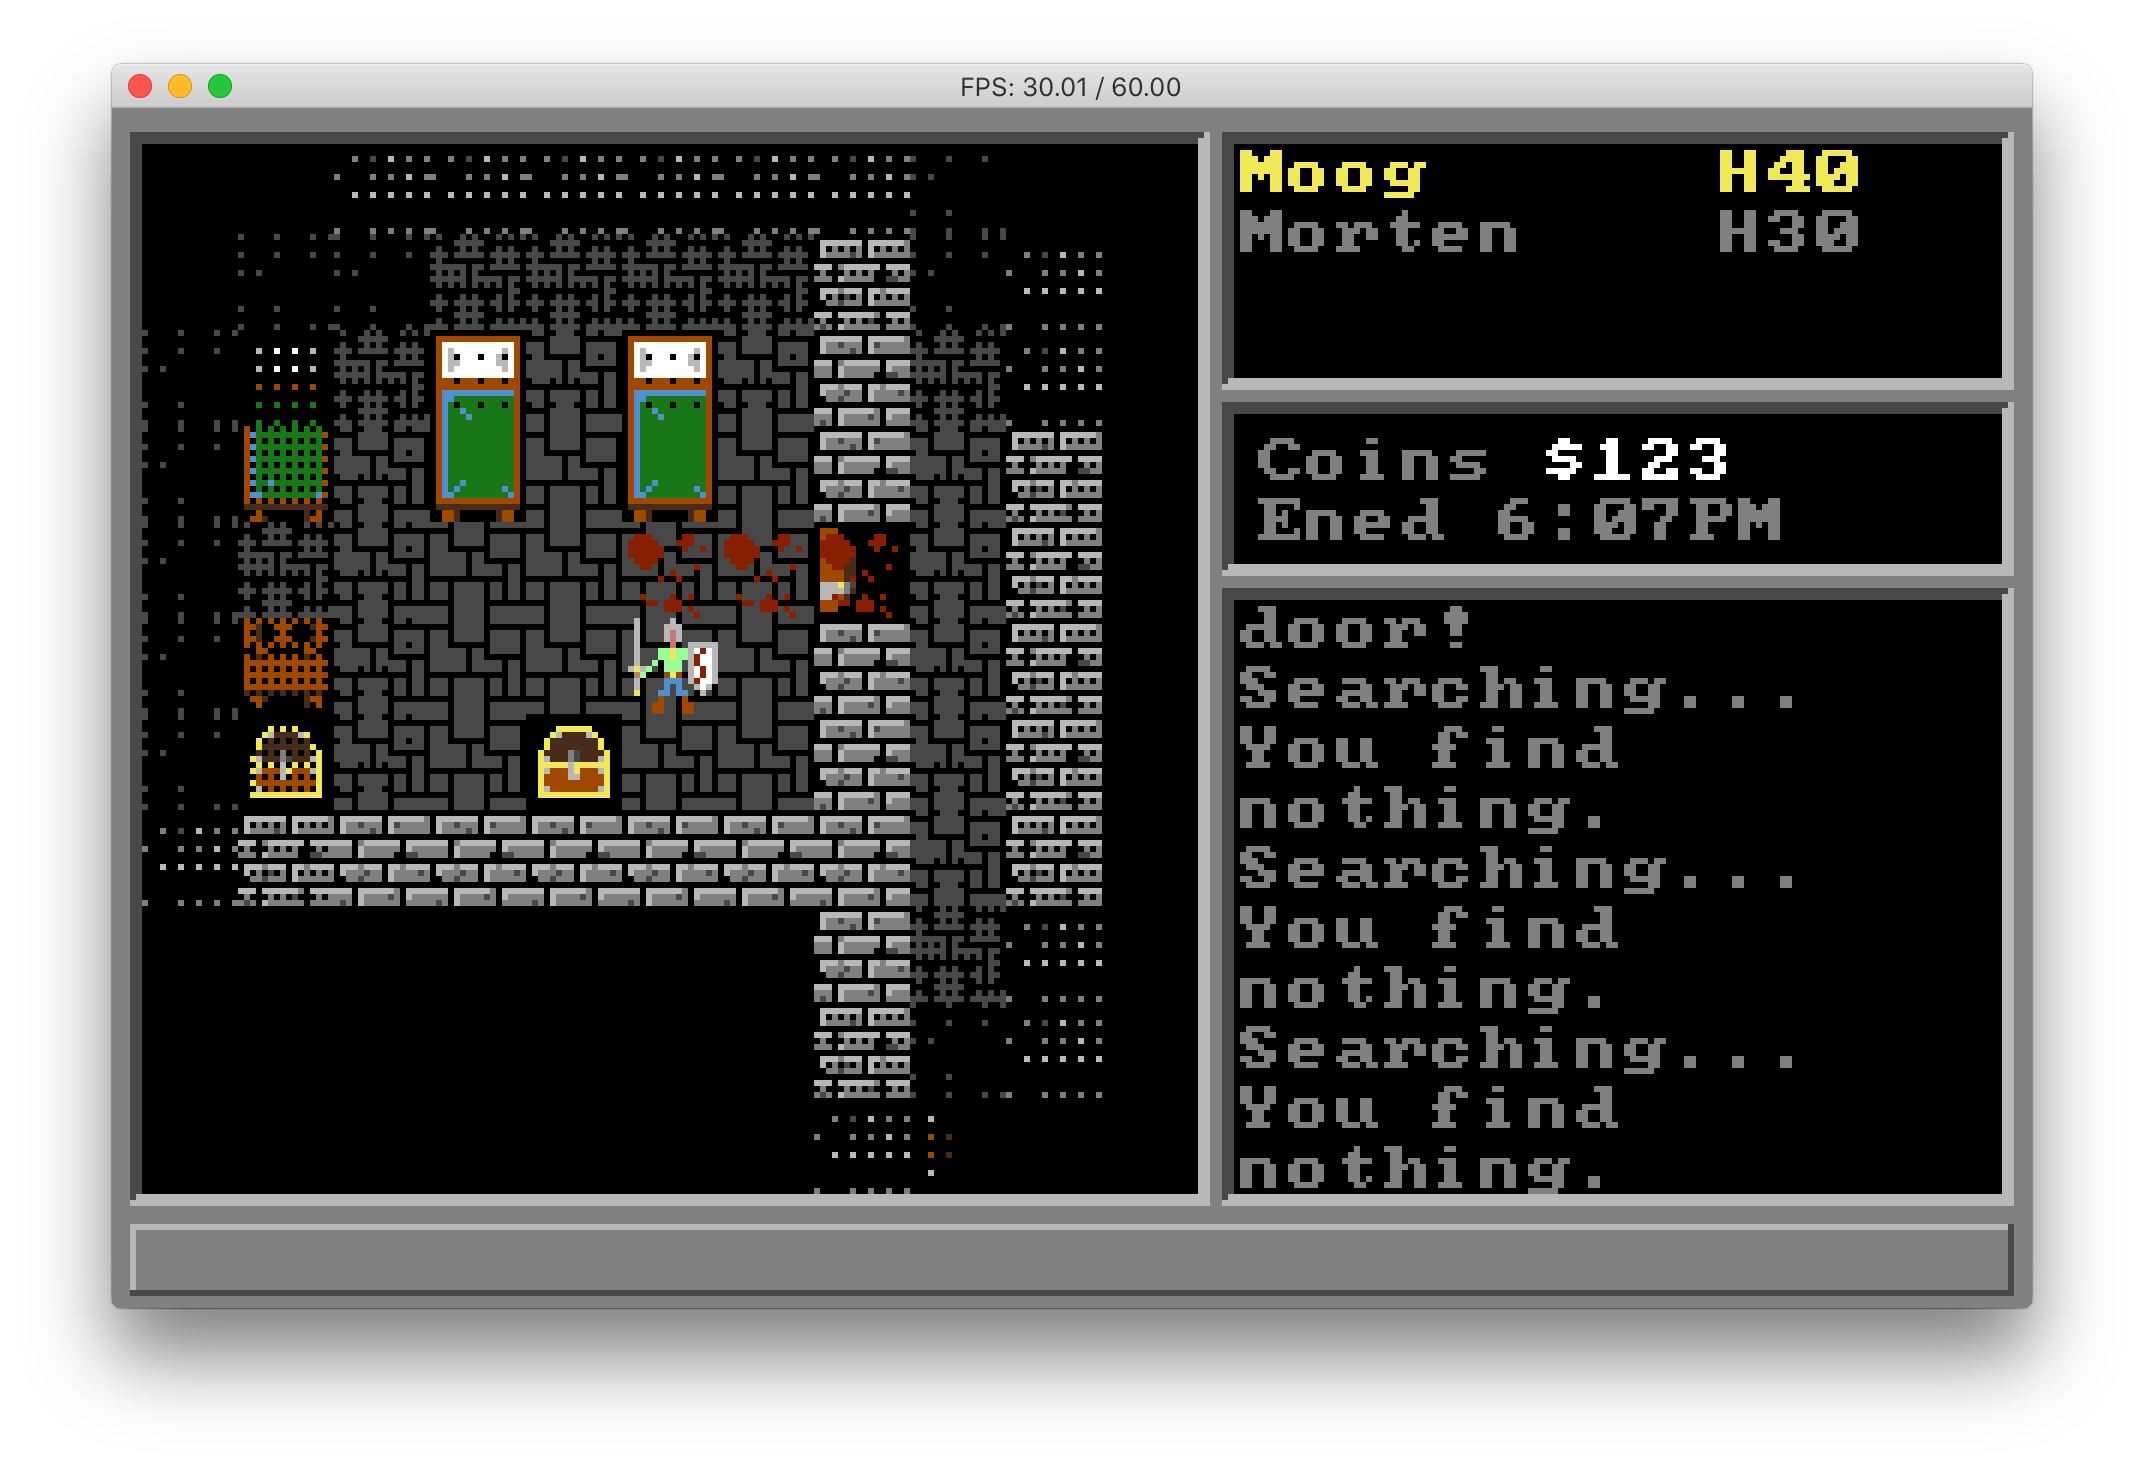 FPS: 30.01 / 60.00
Moog H40
Morten H30
Coins $123
Ened 6:07PM
door!
Searching...
You find
nothing.
Searching...
You find
nothing.
Searching...
You find
nothing.